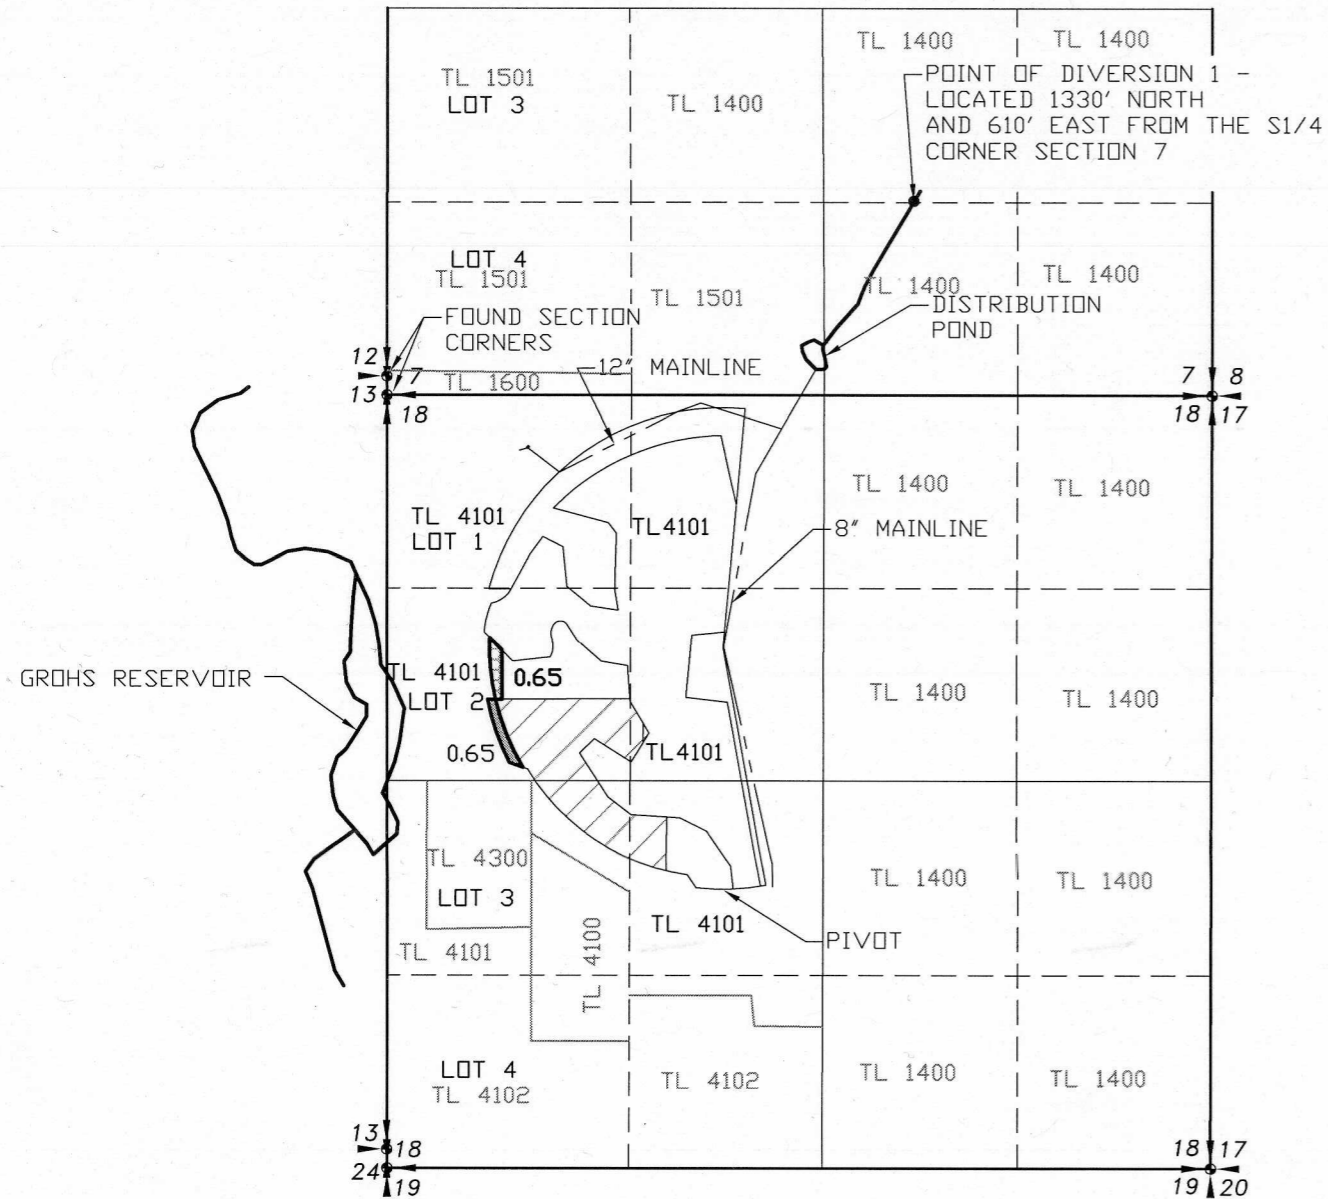 TL 1400
TL 1400
TL 1501
LOT 3
TL 1400
POINT OF DIVERSION 1 -
LOCATED 1330' NORTH
AND 610' EAST FROM THE S1/4
CORNER SECTION 7
LOT 4
TL 1501
TL 1501
TL 1400
TL 1400
DISTRIBUTION
POND
FOUND SECTION
CORNERS
12
7
13
18
TL 1600
12" MAINLINE
7
8
18
17
TL 4101
LOT 1
TL4101
TL 1400
TL 1400
8" MAINLINE
GROHS RESERVOIR
TL 4101
LOT 2
0.65
0.65
TL4101
TL 1400
TL 1400
TL 4300
LOT 3
TL 4101
TL 4100
TL 4101
PIVOT
TL 1400
TL 1400
LOT 4
TL 4102
TL 4102
TL 1400
TL 1400
13
18
24
19
18
17
19
20